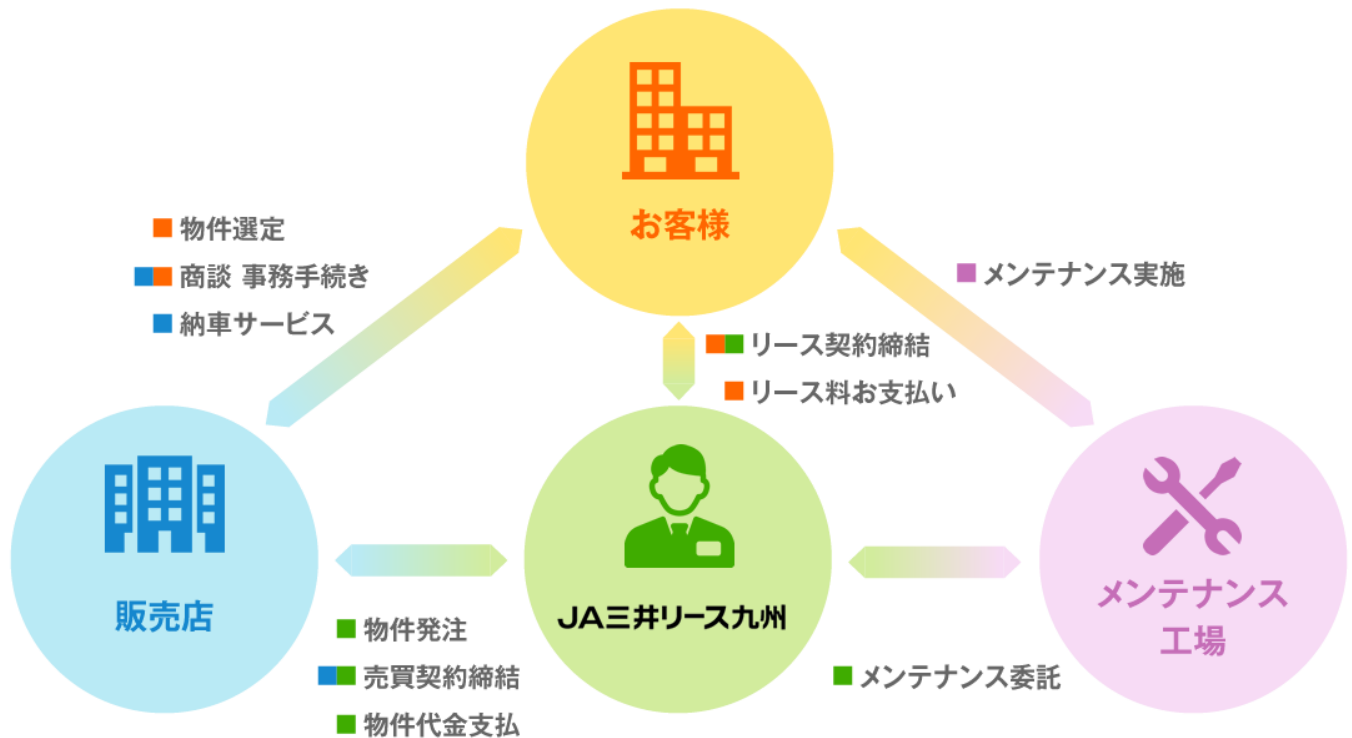 お客様
物件選定
商談 事務手続き
納車サービス
メンテナンス実施
リース契約締結
リース料お支払い
販売店
JA三井リース九州
メンテナンス
工場
物件発注
売買契約締結
物件代金支払
メンテナンス委託